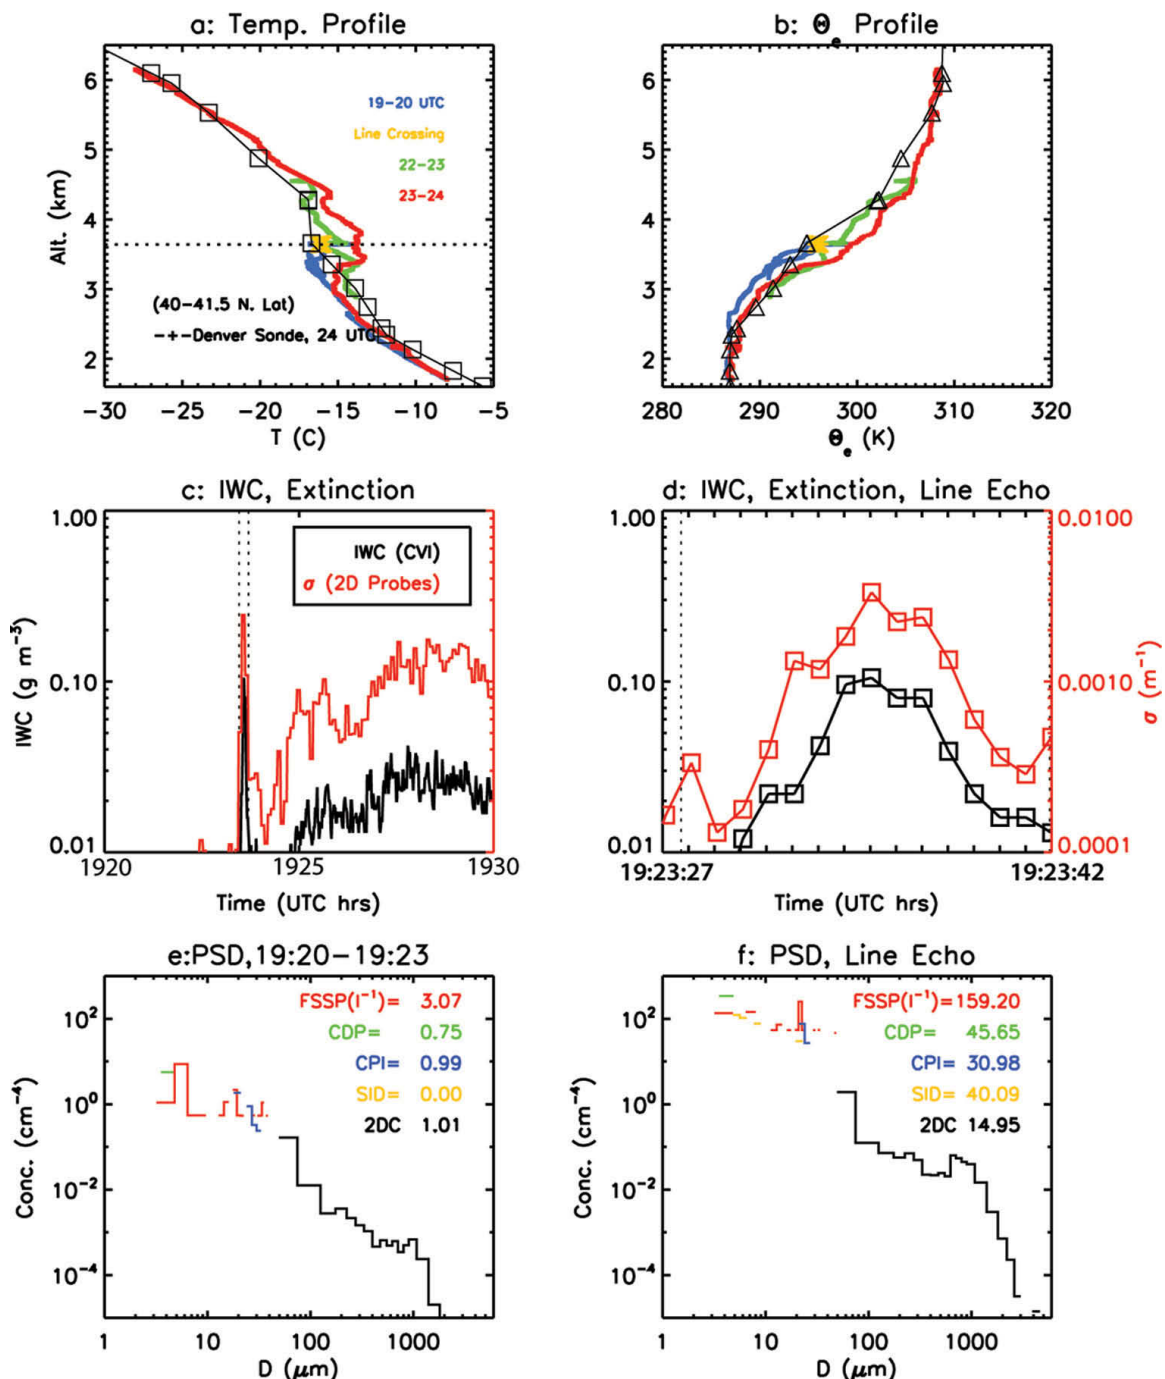 a: Temp. Profile
b: Θe Profile
6
5
4
3
2
Alt. (km)
19-20 UTC
Line Crossing
22-23
23-24
(40-41.5 N. Lat)
-+-Denver Sonde, 24 UTC
-30 -25 -20 -15 -10 -5
T (C)
6
5
4
3
2
280 290 300 310 320
Θe (K)
c: IWC, Extinction
d: IWC, Extinction, Line Echo
1.00
0.10
0.01
IWC (g m⁻³)
IWC (CVI)
σ (2D Probes)
1920 1925 1930
Time (UTC hrs)
1.00
0.10
0.01
0.0100
0.0010
0.0001
σ (m⁻¹)
19:23:27 19:23:42
Time (UTC hrs)
e:PSD,19:20-19:23
f: PSD, Line Echo
10²
10⁰
10⁻²
10⁻⁴
Conc. (cm⁻⁴)
FSSP(l⁻¹)= 3.07
CDP= 0.75
CPI= 0.99
SID= 0.00
2DC 1.01
1 10 100 1000
D (μm)
10²
10⁰
10⁻²
10⁻⁴
Conc. (cm⁻⁴)
FSSP(l⁻¹)=159.20
CDP= 45.65
CPI= 30.98
SID= 40.09
2DC 14.95
1 10 100 1000
D (μm)